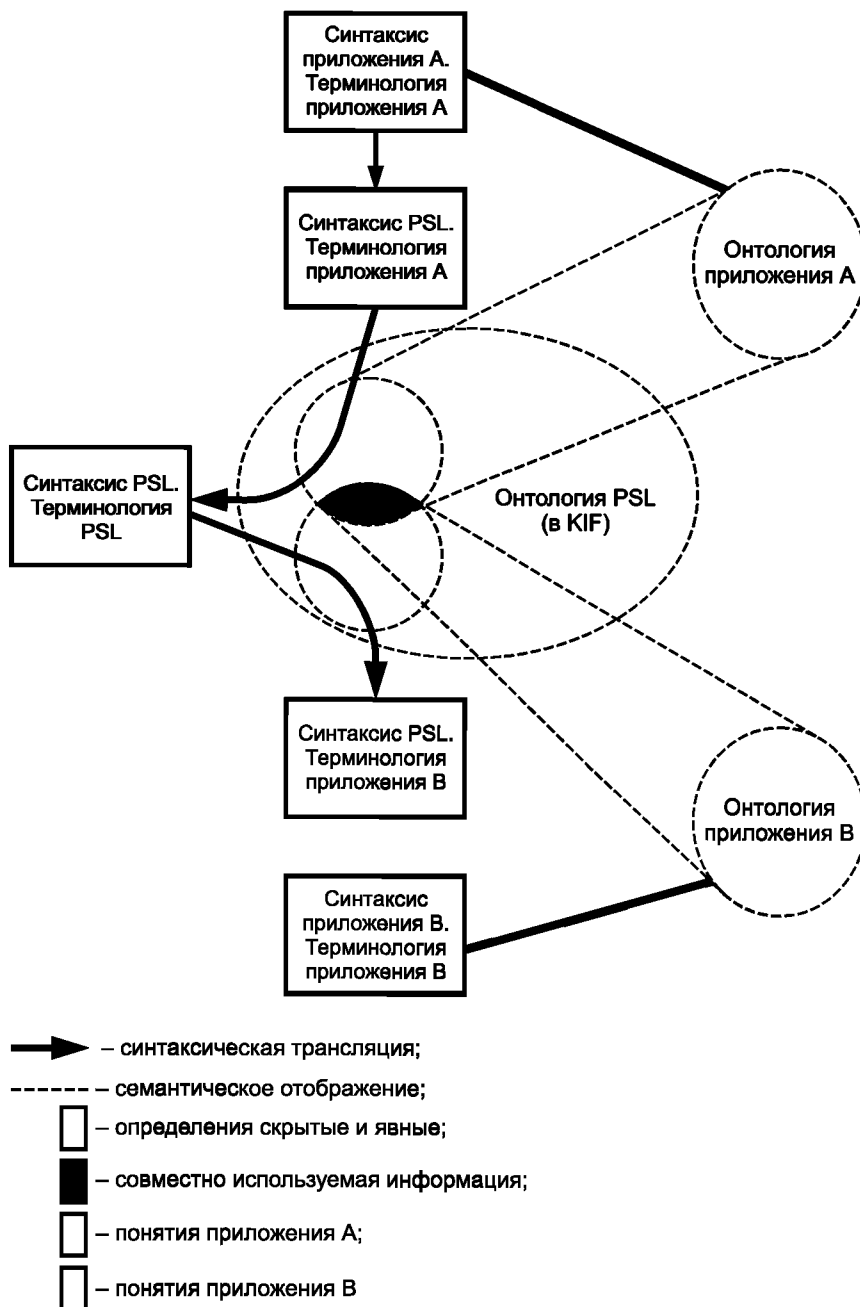 Синтаксис
приложения А.
Терминология
приложения А
Синтаксис PSL.
Терминология
приложения А
Онтология
приложения А
Синтаксис PSL.
Терминология
PSL
Онтология PSL
(в KIF)
Синтаксис PSL.
Терминология
приложения В
Онтология
приложения В
Синтаксис
приложения В.
Терминология
приложения В
– синтаксическая трансляция;
– семантическое отображение;
– определения скрытые и явные;
– совместно используемая информация;
– понятия приложения А;
– понятия приложения В